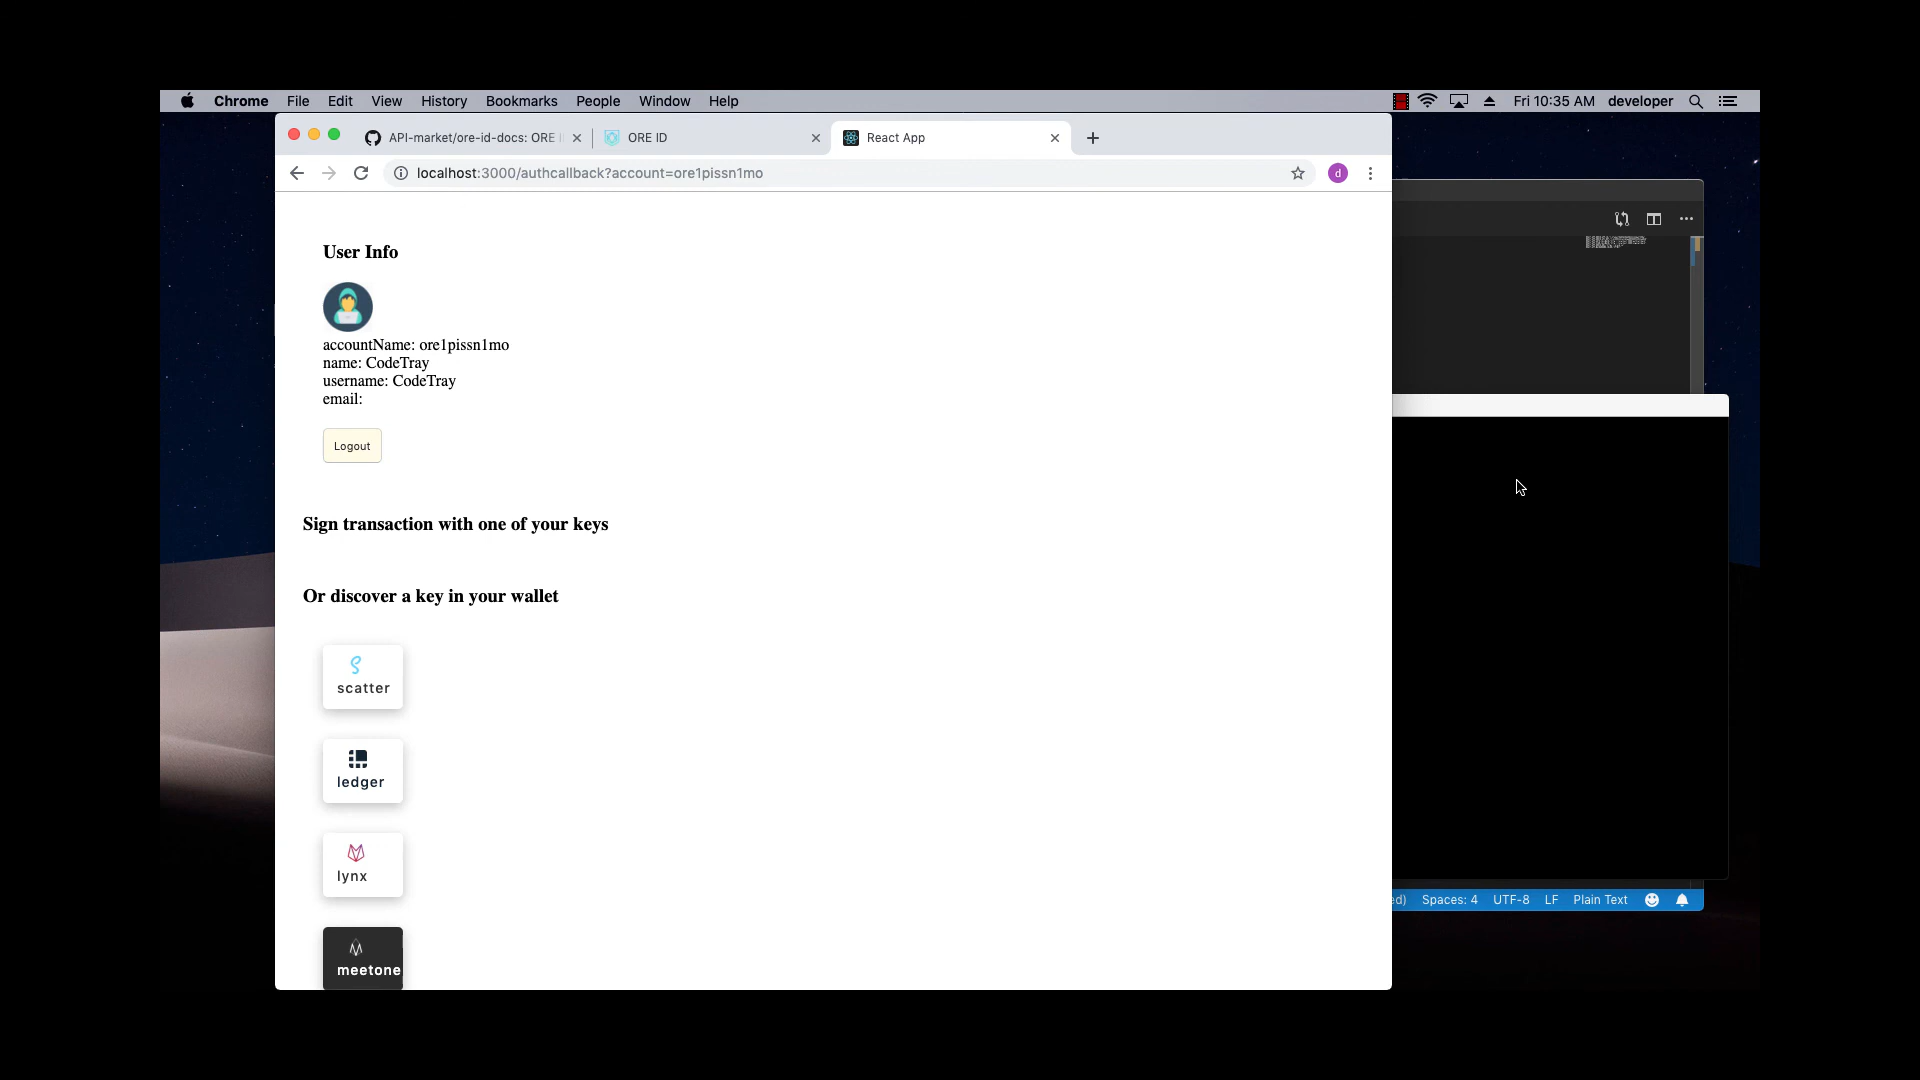 Chrome File Edit View History Bookmarks People Window Help
Fri 10:35 AM developer
API-market/ore-id-docs: ORE
ORE ID
React App
localhost:3000/authcallback?account=ore1pissn1mo
d
User Info
accountName: ore1pissn1mo
name: CodeTray
username: CodeTray
email:
Logout
Sign transaction with one of your keys
Or discover a key in your wallet
scatter
ledger
lynx
meetone
ed) Spaces: 4 UTF-8 LF Plain Text